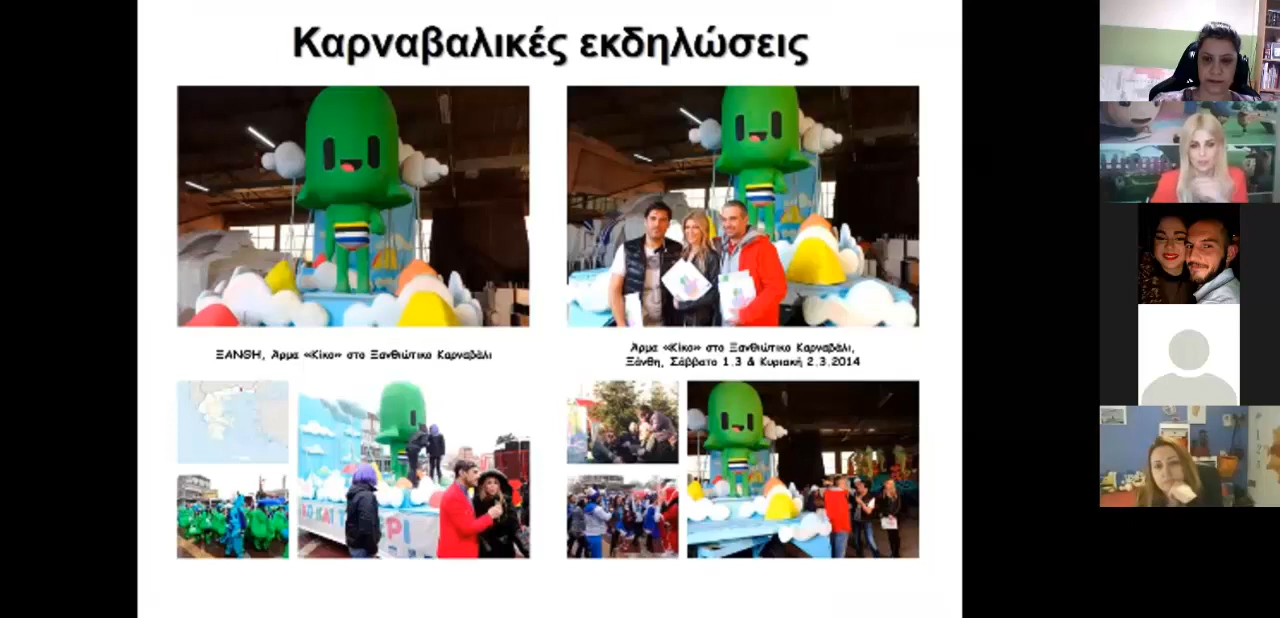 Καρναβαλικές εκδηλώσεις
ΞΑΝΘΗ, Άρμα «Κίκο» στο Ξανθιώτικο Καρναβάλι
Άρμα «Κίκο» στο Ξανθιώτικο Καρναβάλι,
Ξάνθη, Σάββατο 1.3 & Κυριακή 2.3.2014